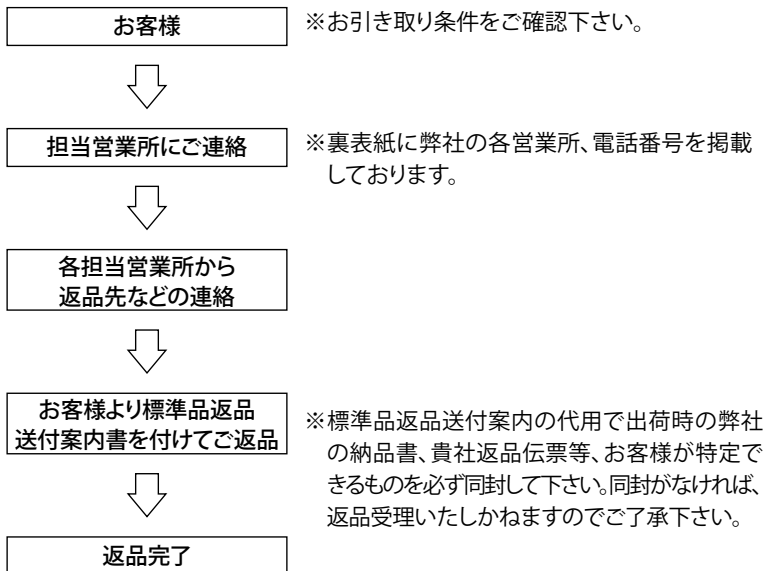 お客様
※お引き取り条件をご確認下さい。
担当営業所にご連絡
※裏表紙に弊社の各営業所、電話番号を掲載
しております。
各担当営業所から
返品先などの連絡
お客様より標準品返品
送付案内書を付けてご返品
※標準品返品送付案内の代用で出荷時の弊社
の納品書、貴社返品伝票等、お客様が特定で
きるものを必ず同封して下さい。同封がなければ、
返品受理いたしかねますのでご了承下さい。
返品完了